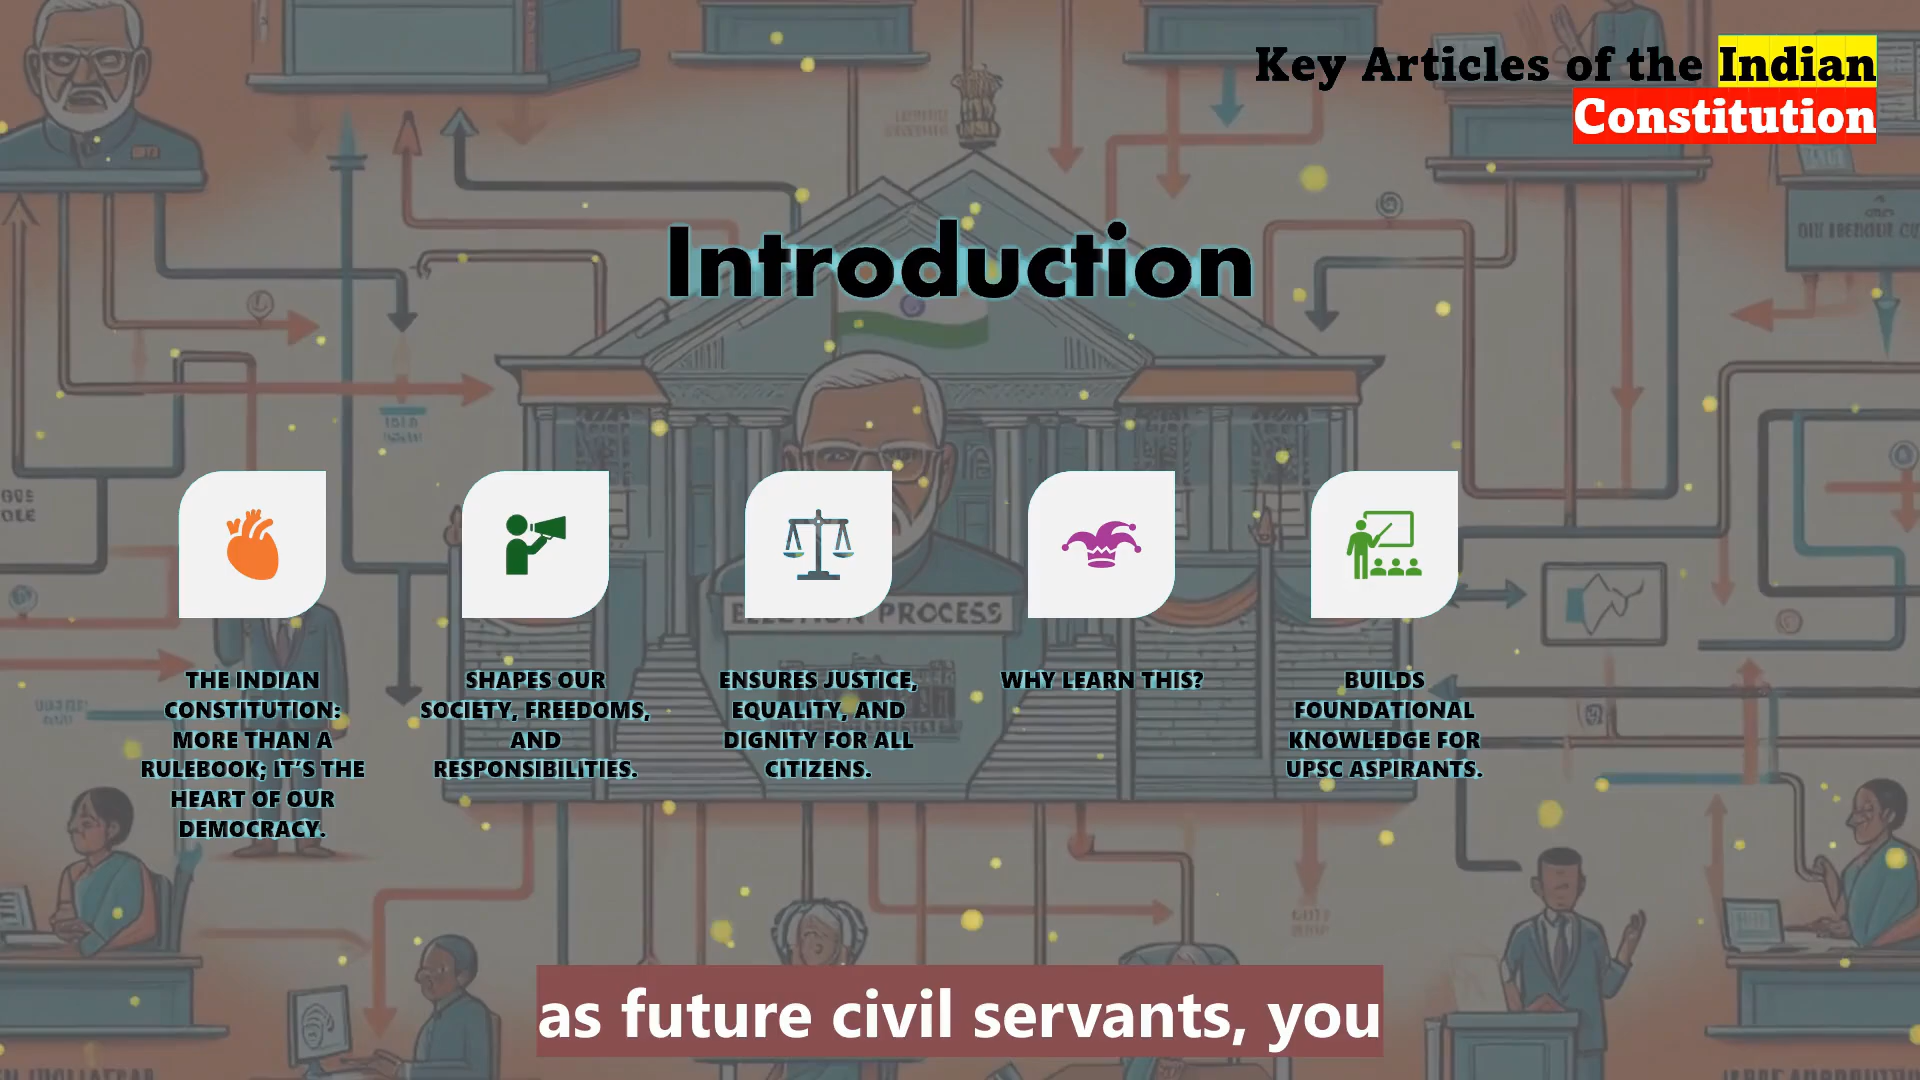 Key Articles of the Indian
Constitution
Introduction
ELECTION PROCESS
THE INDIAN
CONSTITUTION:
MORE THAN A
RULEBOOK; IT’S THE
HEART OF OUR
DEMOCRACY.
SHAPES OUR
SOCIETY, FREEDOMS,
AND
RESPONSIBILITIES.
ENSURES JUSTICE,
EQUALITY, AND
DIGNITY FOR ALL
CITIZENS.
WHY LEARN THIS?
BUILDS
FOUNDATIONAL
KNOWLEDGE FOR
UPSC ASPIRANTS.
as future civil servants, you